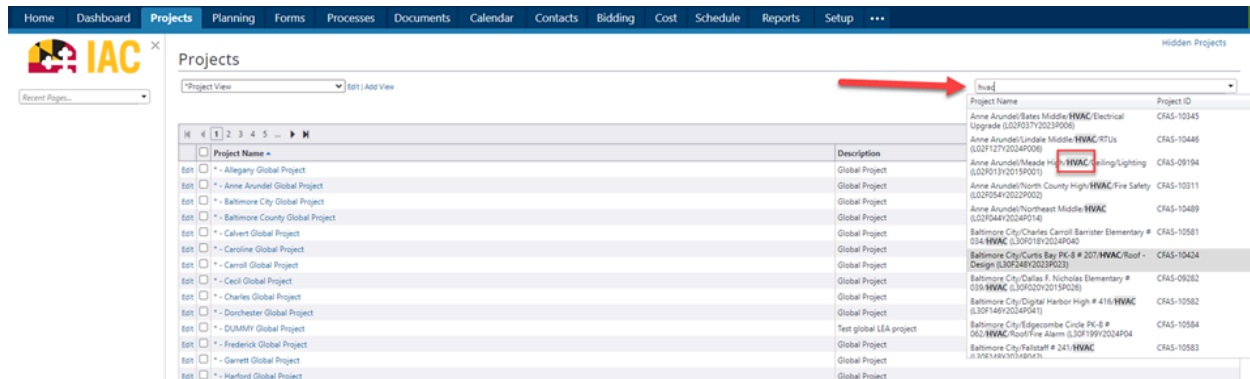 Home Dashboard Projects Planning Forms Processes Documents Calendar Contacts Bidding Cost Schedule Reports Setup •••
IAC
Hidden Projects
Projects
Recent Pages...
*Project View
Edit | Add View
hvac
Project Name Project ID
Anne Arundel/Bates Middle/HVAC/Electrical
Upgrade (L02F037Y2023P006) CFAS-10345
Anne Arundel/Lindale Middle/HVAC/RTUs
(L02F127Y2024P006) CFAS-10446
Anne Arundel/Meade High/HVAC/Ceiling/Lighting
(L02F013Y2015P001) CFAS-09194
Anne Arundel/North County High/HVAC/Fire Safety
(L02F054Y2022P002) CFAS-10311
Anne Arundel/Northeast Middle/HVAC
(L02F044Y2024P014) CFAS-10489
Baltimore City/Charles Carroll Barrister Elementary #
034/HVAC (L30F018Y2024P040 CFAS-10581
Baltimore City/Curtis Bay PK-8 # 207/HVAC/Roof -
Design (L30F248Y2023P023) CFAS-10424
Baltimore City/Dallas F. Nicholas Elementary #
039/HVAC (L30F020Y2015P026) CFAS-09282
Baltimore City/Digital Harbor High # 416/HVAC
(L30F146Y2024P041) CFAS-10582
Baltimore City/Edgecombe Circle PK-8 #
062/HVAC/Roof/Fire Alarm (L30F199Y2024P04 CFAS-10584
Baltimore City/Fallstaff # 241/HVAC CFAS-10583
1 2 3 4 5 ...
Project Name Description
Edit * - Allegany Global Project Global Project
Edit * - Anne Arundel Global Project Global Project
Edit * - Baltimore City Global Project Global Project
Edit * - Baltimore County Global Project Global Project
Edit * - Calvert Global Project Global Project
Edit * - Caroline Global Project Global Project
Edit * - Carroll Global Project Global Project
Edit * - Cecil Global Project Global Project
Edit * - Charles Global Project Global Project
Edit * - Dorchester Global Project Global Project
Edit * - DUMMY Global Project Test global LEA project
Edit * - Frederick Global Project Global Project
Edit * - Garrett Global Project Global Project
Edit * - Harford Global Project Global Project